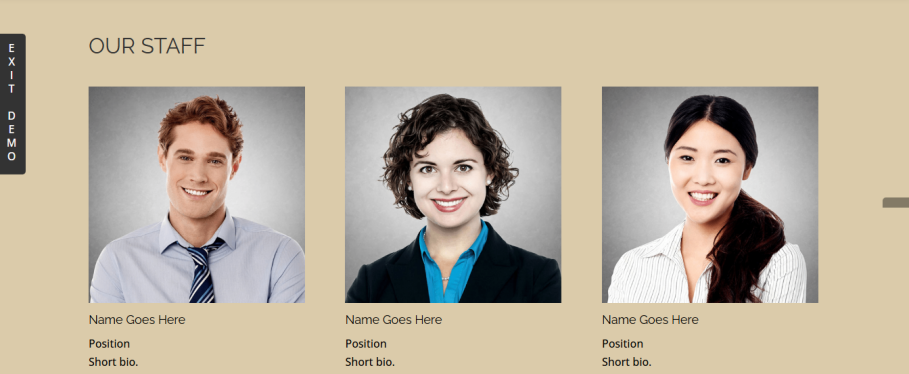 OUR STAFF
EXIT DEMO
Name Goes Here
Position
Short bio.
Name Goes Here
Position
Short bio.
Name Goes Here
Position
Short bio.